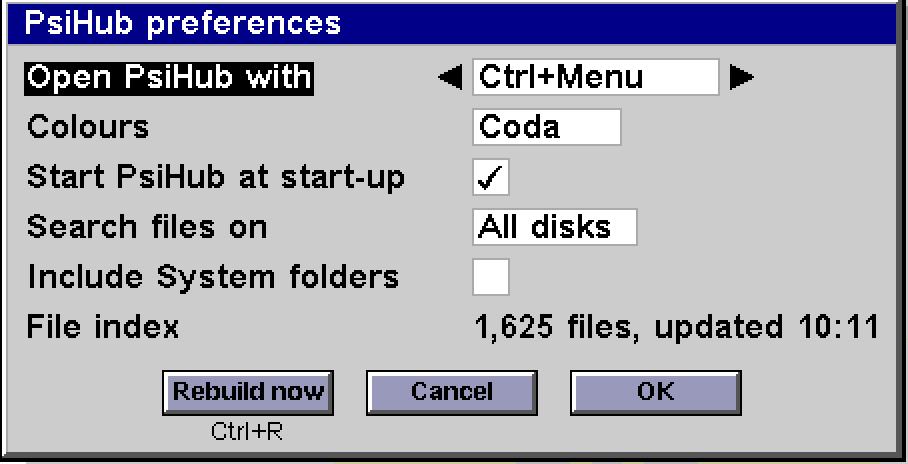 PsiHub preferences
Open PsiHub with Ctrl+Menu
Colours Coda
Start PsiHub at start-up
Search files on All disks
Include System folders
File index 1,625 files, updated 10:11
Rebuild now Cancel OK
Ctrl+R